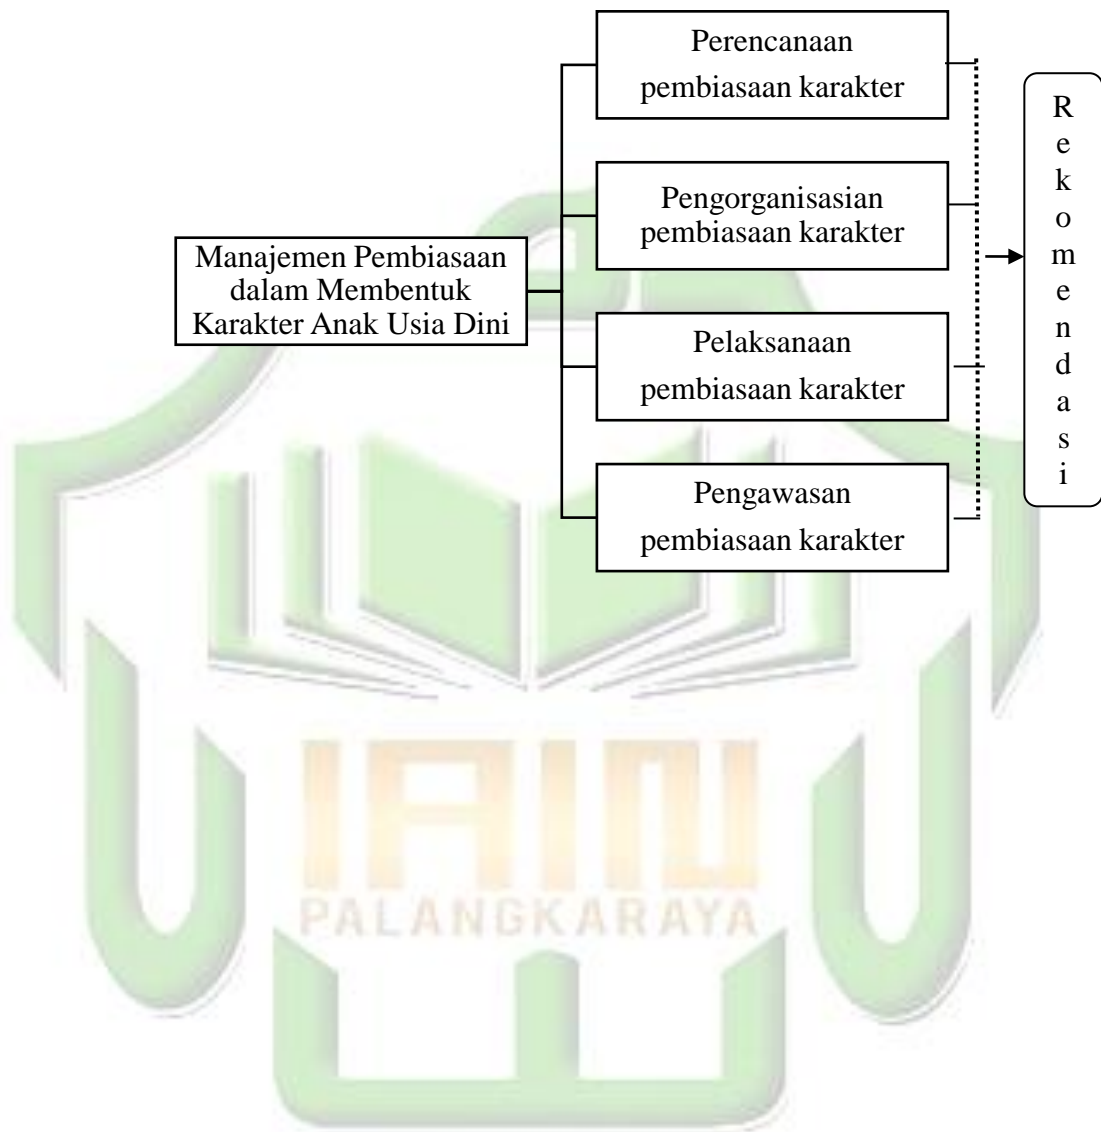 Perencanaan
pembiasaan karakter
Pengorganisasian
pembiasaan karakter
Manajemen Pembiasaan
dalam Membentuk
Karakter Anak Usia Dini
Pelaksanaan
pembiasaan karakter
Pengawasan
pembiasaan karakter
R
e
k
o
m
e
n
d
a
s
i
IAIN
PALANGKARAYA